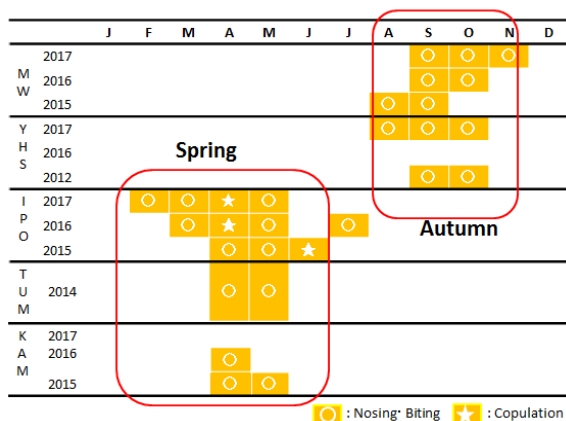 J F M A M J J A S O N D
M W
2017
2016
2015
Y H S
2017
2016
2012
Spring
I P O
2017
2016
2015
Autumn
T U M
2014
K A M
2017
2016
2015
: Nosing· Biting : Copulation